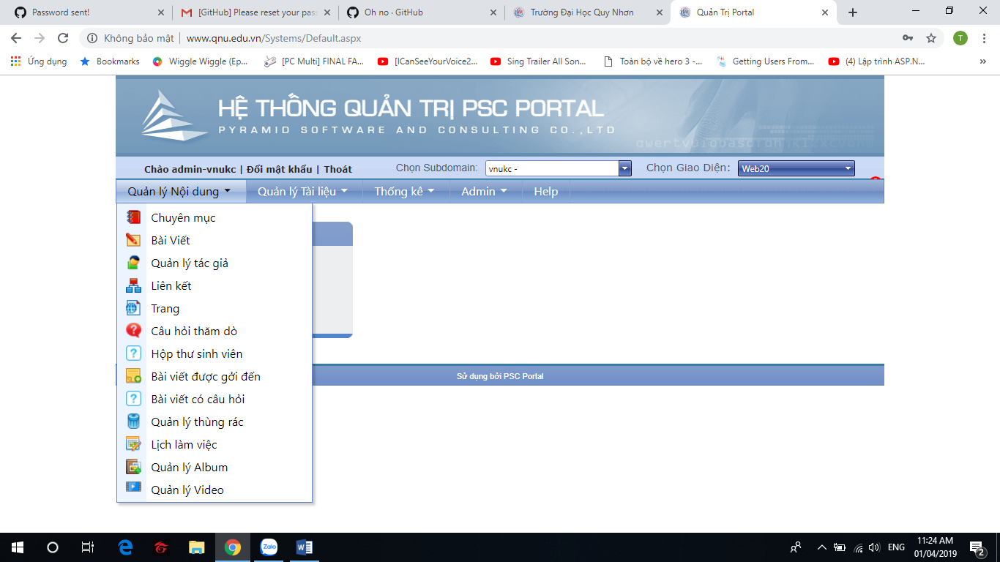 Password sent!
[GitHub] Please reset your pas
Oh no · GitHub
Trường Đại Học Quy Nhơn
Quản Trị Portal
Không bảo mật
www.qnu.edu.vn/Systems/Default.aspx
T
Ứng dụng
Bookmarks
Wiggle Wiggle (Ep...
[PC Multi] FINAL FA...
[ICanSeeYourVoice2...
Sing Trailer All Son...
Toàn bộ về hero 3 -...
Getting Users From...
(4) Lập trình ASP.N...
»
HỆ THỐNG QUẢN TRỊ PSC PORTAL
PYRAMID SOFTWARE AND CONSULTING CO.,LTD
Chào admin-vnukc | Đổi mật khẩu | Thoát
Chọn Subdomain:
vnukc -
Chọn Giao Diện:
Web20
Quản lý Nội dung
Quản lý Tài liệu
Thống kê
Admin
Help
Chuyên mục
Bài Viết
Quản lý tác giả
Liên kết
Trang
Câu hỏi thăm dò
Hộp thư sinh viên
Bài viết được gởi đến
Bài viết có câu hỏi
Quản lý thùng rác
Lịch làm việc
Quản lý Album
Quản lý Video
Sử dụng bởi PSC Portal
Zalo
ENG
11:24 AM
01/04/2019
2